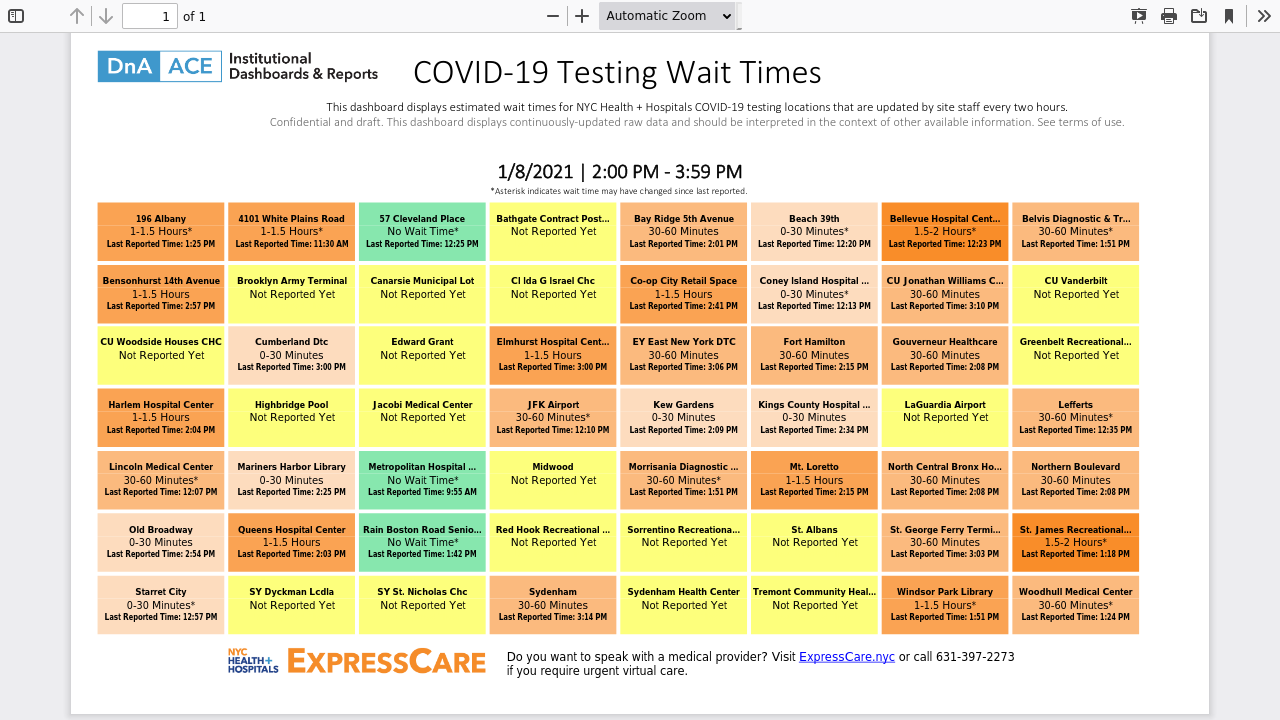 1 of 1 Automatic Zoom
DnA ACE Institutional Dashboards & Reports
COVID-19 Testing Wait Times
This dashboard displays estimated wait times for NYC Health + Hospitals COVID-19 testing locations that are updated by site staff every two hours.
Confidential and draft. This dashboard displays continuously-updated raw data and should be interpreted in the context of other available information. See terms of use.
1/8/2021 | 2:00 PM - 3:59 PM
*Asterisk indicates wait time may have changed since last reported.
196 Albany
1-1.5 Hours*
Last Reported Time: 1:25 PM
4101 White Plains Road
1-1.5 Hours*
Last Reported Time: 11:30 AM
57 Cleveland Place
No Wait Time*
Last Reported Time: 12:25 PM
Bathgate Contract Post...
Not Reported Yet
Bay Ridge 5th Avenue
30-60 Minutes
Last Reported Time: 2:01 PM
Beach 39th
0-30 Minutes*
Last Reported Time: 12:20 PM
Bellevue Hospital Cent...
1.5-2 Hours*
Last Reported Time: 12:23 PM
Belvis Diagnostic & Tr...
30-60 Minutes*
Last Reported Time: 1:51 PM
Bensonhurst 14th Avenue
1-1.5 Hours
Last Reported Time: 2:57 PM
Brooklyn Army Terminal
Not Reported Yet
Canarsie Municipal Lot
Not Reported Yet
CI Ida G Israel Chc
Not Reported Yet
Co-op City Retail Space
1-1.5 Hours
Last Reported Time: 2:41 PM
Coney Island Hospital ...
0-30 Minutes*
Last Reported Time: 12:13 PM
CU Jonathan Williams C...
30-60 Minutes
Last Reported Time: 3:10 PM
CU Vanderbilt
Not Reported Yet
CU Woodside Houses CHC
Not Reported Yet
Cumberland Dtc
0-30 Minutes
Last Reported Time: 3:00 PM
Edward Grant
Not Reported Yet
Elmhurst Hospital Cent...
1-1.5 Hours
Last Reported Time: 3:00 PM
EY East New York DTC
30-60 Minutes
Last Reported Time: 3:06 PM
Fort Hamilton
30-60 Minutes
Last Reported Time: 2:15 PM
Gouverneur Healthcare
30-60 Minutes
Last Reported Time: 2:08 PM
Greenbelt Recreational...
Not Reported Yet
Harlem Hospital Center
1-1.5 Hours
Last Reported Time: 2:04 PM
Highbridge Pool
Not Reported Yet
Jacobi Medical Center
Not Reported Yet
JFK Airport
30-60 Minutes*
Last Reported Time: 12:10 PM
Kew Gardens
0-30 Minutes
Last Reported Time: 2:09 PM
Kings County Hospital ...
0-30 Minutes
Last Reported Time: 2:34 PM
LaGuardia Airport
Not Reported Yet
Lefferts
30-60 Minutes*
Last Reported Time: 12:35 PM
Lincoln Medical Center
30-60 Minutes*
Last Reported Time: 12:07 PM
Mariners Harbor Library
0-30 Minutes
Last Reported Time: 2:25 PM
Metropolitan Hospital ...
No Wait Time*
Last Reported Time: 9:55 AM
Midwood
Not Reported Yet
Morrisania Diagnostic ...
30-60 Minutes*
Last Reported Time: 1:51 PM
Mt. Loretto
1-1.5 Hours
Last Reported Time: 2:15 PM
North Central Bronx Ho...
30-60 Minutes
Last Reported Time: 2:08 PM
Northern Boulevard
30-60 Minutes
Last Reported Time: 2:08 PM
Old Broadway
0-30 Minutes
Last Reported Time: 2:54 PM
Queens Hospital Center
1-1.5 Hours
Last Reported Time: 2:03 PM
Rain Boston Road Senio...
No Wait Time*
Last Reported Time: 1:42 PM
Red Hook Recreational ...
Not Reported Yet
Sorrentino Recreationa...
Not Reported Yet
St. Albans
Not Reported Yet
St. George Ferry Termi...
30-60 Minutes
Last Reported Time: 3:03 PM
St. James Recreational...
1.5-2 Hours*
Last Reported Time: 1:18 PM
Starret City
0-30 Minutes*
Last Reported Time: 12:57 PM
SY Dyckman Lcdla
Not Reported Yet
SY St. Nicholas Chc
Not Reported Yet
Sydenham
30-60 Minutes
Last Reported Time: 3:14 PM
Sydenham Health Center
Not Reported Yet
Tremont Community Heal...
Not Reported Yet
Windsor Park Library
1-1.5 Hours*
Last Reported Time: 1:51 PM
Woodhull Medical Center
30-60 Minutes*
Last Reported Time: 1:24 PM
NYC HEALTH+ HOSPITALS
EXPRESSCARE
Do you want to speak with a medical provider? Visit ExpressCare.nyc or call 631-397-2273
if you require urgent virtual care.